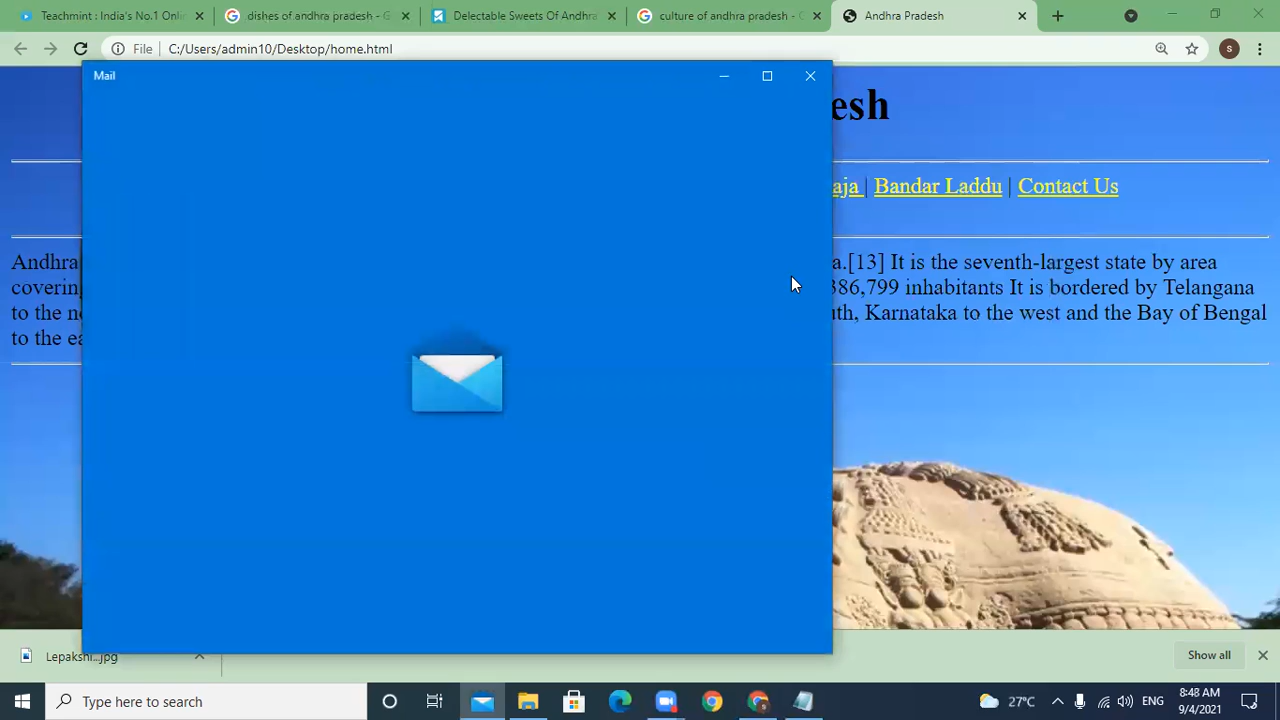 Teachmint : India's No.1 Onlin
dishes of andhra pradesh - G
Delectable Sweets Of Andhra
culture of andhra pradesh - G
Andhra Pradesh
File
C:/Users/admin10/Desktop/home.html
S
Mail
esh
aja | Bandar Laddu | Contact Us
Andhra
a.[13] It is the seventh-largest state by area
covering
386,799 inhabitants It is bordered by Telangana
to the n
uth, Karnataka to the west and the Bay of Bengal
to the ea
Lepakshi....jpg
Show all
Type here to search
27°C
ENG
8:48 AM
9/4/2021